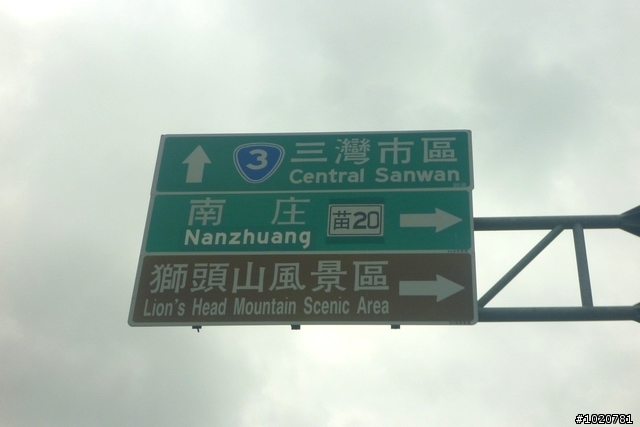 3 三灣市區
Central Sanwan
南庄 苗20
Nanzhuang
獅頭山風景區
Lion's Head Mountain Scenic Area
#1020781